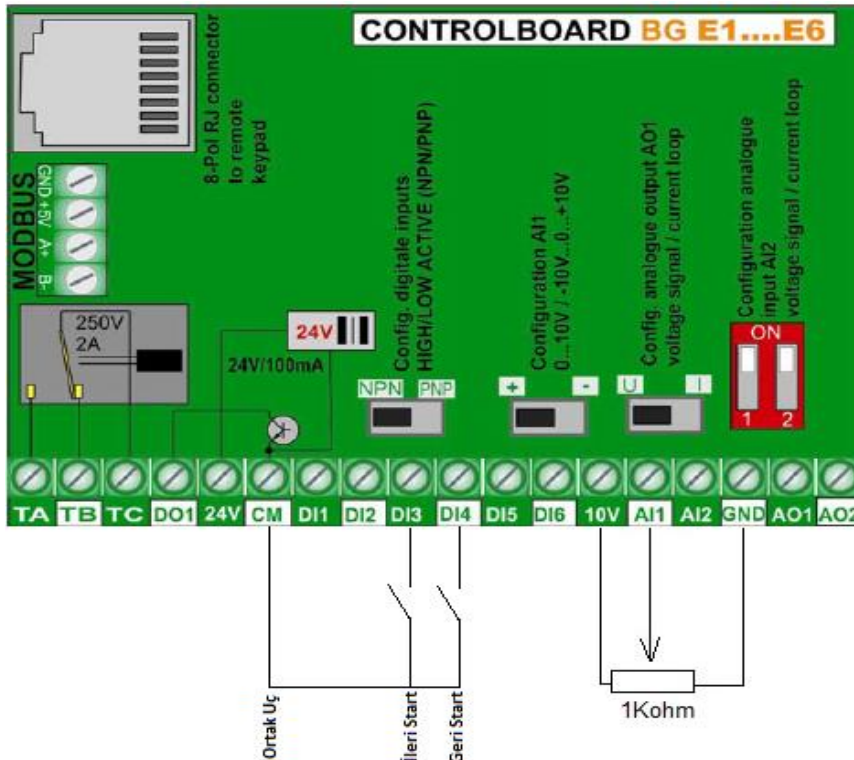 CONTROLBOARD BG E1....E6
8-Pol RJ connector
to remote
keypad
MODBUS
GND
+5V
A+
B-
250V
2A
24V
24V/100mA
Config. digitale inputs
HIGH/LOW ACTIVE (NPN/PNP)
NPN
PNP
Configuration AI1
0...10V / -10V...0...+10V
+
-
Config. analogue output AO1
voltage signal / current loop
U
I
Configuration analogue
input AI2
voltage signal / current loop
ON
1 2
TA TB TC DO1 24V CM DI1 DI2 DI3 DI4 DI5 DI6 10V AI1 AI2 GND AO1 AO2
Ortak Uç
İleri Start
Geri Start
1Kohm